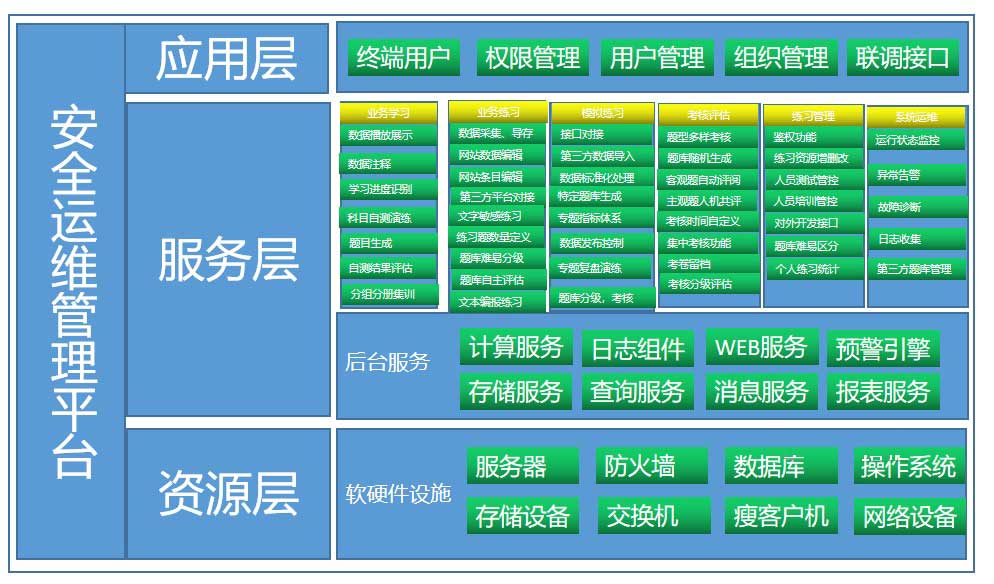 安全运维管理平台
应用层
终端用户
权限管理
用户管理
组织管理
联调接口
服务层
业务学习
数据播放展示
数据注释
学习进度识别
科目自测演练
题目生成
自测结果评估
分组分册集训
业务练习
数据采集、导存
网站数据编辑
网站条目编辑
第三方平台对接
文字敏感练习
练习题数量定义
题库难易分级
题库自主评估
文本编报练习
模拟练习
接口对接
第三方数据导入
数据标准化处理
特定题库生成
专题指标体系
数据发布控制
专题复盘演练
题库分级，考核
考核评估
题型多样考核
题库随机生成
客观题自动评阅
主观题人机共评
考核时间自定义
集中考核功能
考卷留档
考核分级评估
练习管理
鉴权功能
练习资源增删改
人员测试管控
人员培训管控
对外开发接口
题库难易区分
个人练习统计
系统运维
运行状态监控
异常告警
故障诊断
日志收集
第三方题库管理
后台服务
计算服务
日志组件
WEB服务
预警引擎
存储服务
查询服务
消息服务
报表服务
资源层
软硬件设施
服务器
防火墙
数据库
操作系统
存储设备
交换机
瘦客户机
网络设备